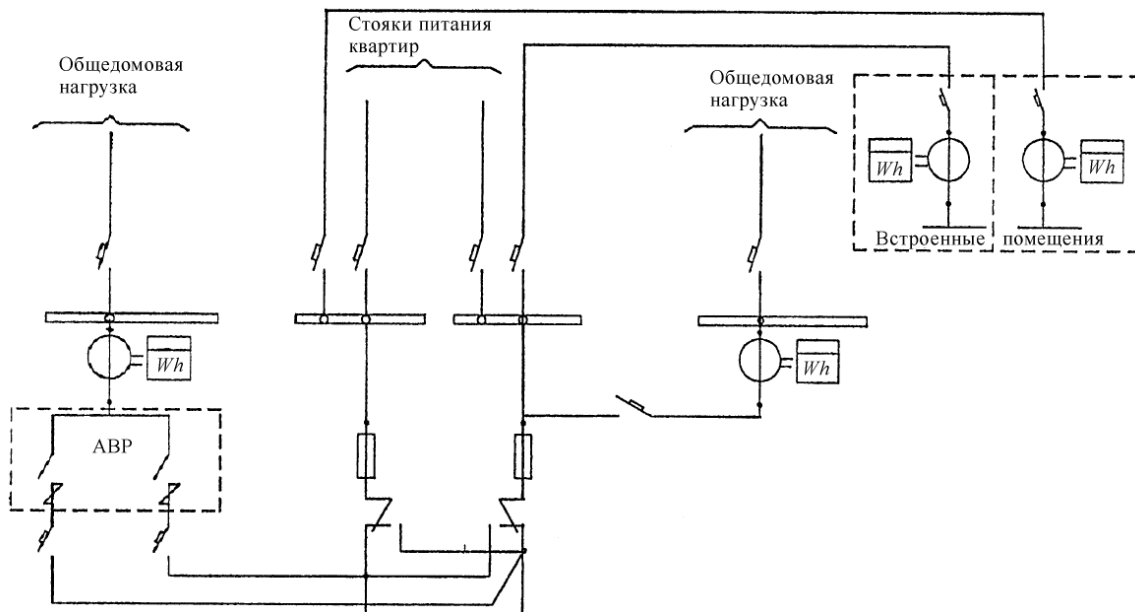 Стояки питания
квартир
Общедомовая
нагрузка
Общедомовая
нагрузка
Wh
Wh
Встроенные помещения
Wh
Wh
АВР